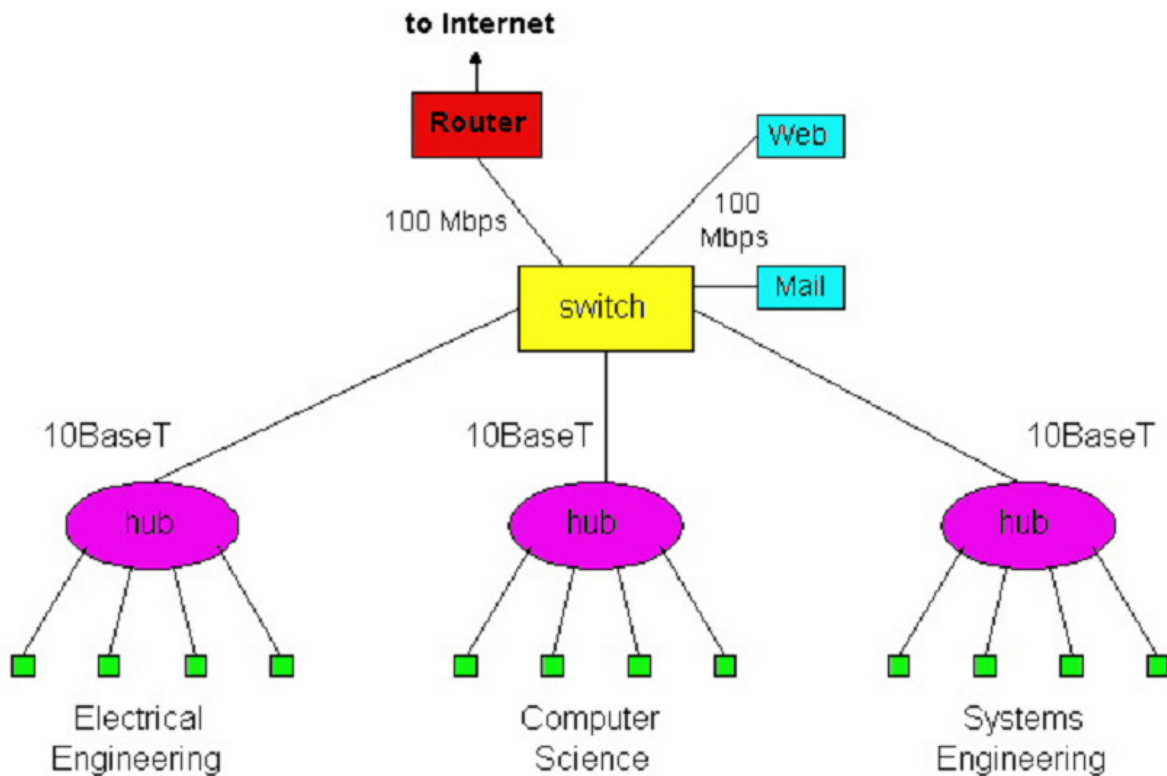 to Internet
Router
Web
100 Mbps
100
Mbps
switch
Mail
10BaseT
10BaseT
10BaseT
hub
hub
hub
Electrical
Engineering
Computer
Science
Systems
Engineering